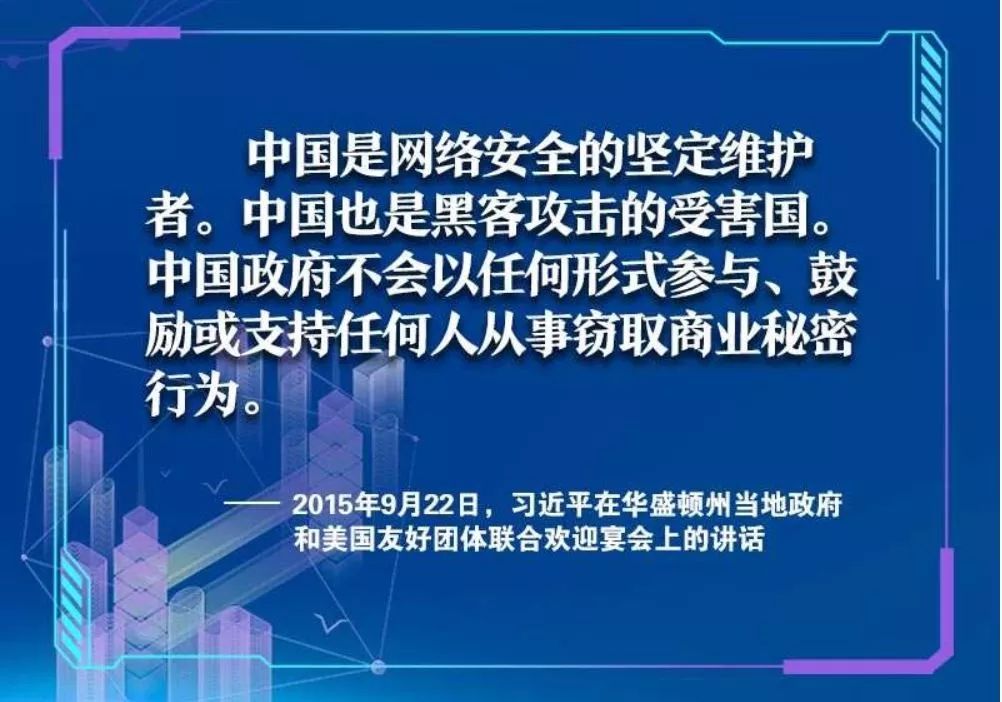 中国是网络安全的坚定维护
者。中国也是黑客攻击的受害国。
中国政府不会以任何形式参与、鼓
励或支持任何人从事窃取商业秘密
行为。
—— 2015年9月22日，习近平在华盛顿州当地政府
和美国友好团体联合欢迎宴会上的讲话